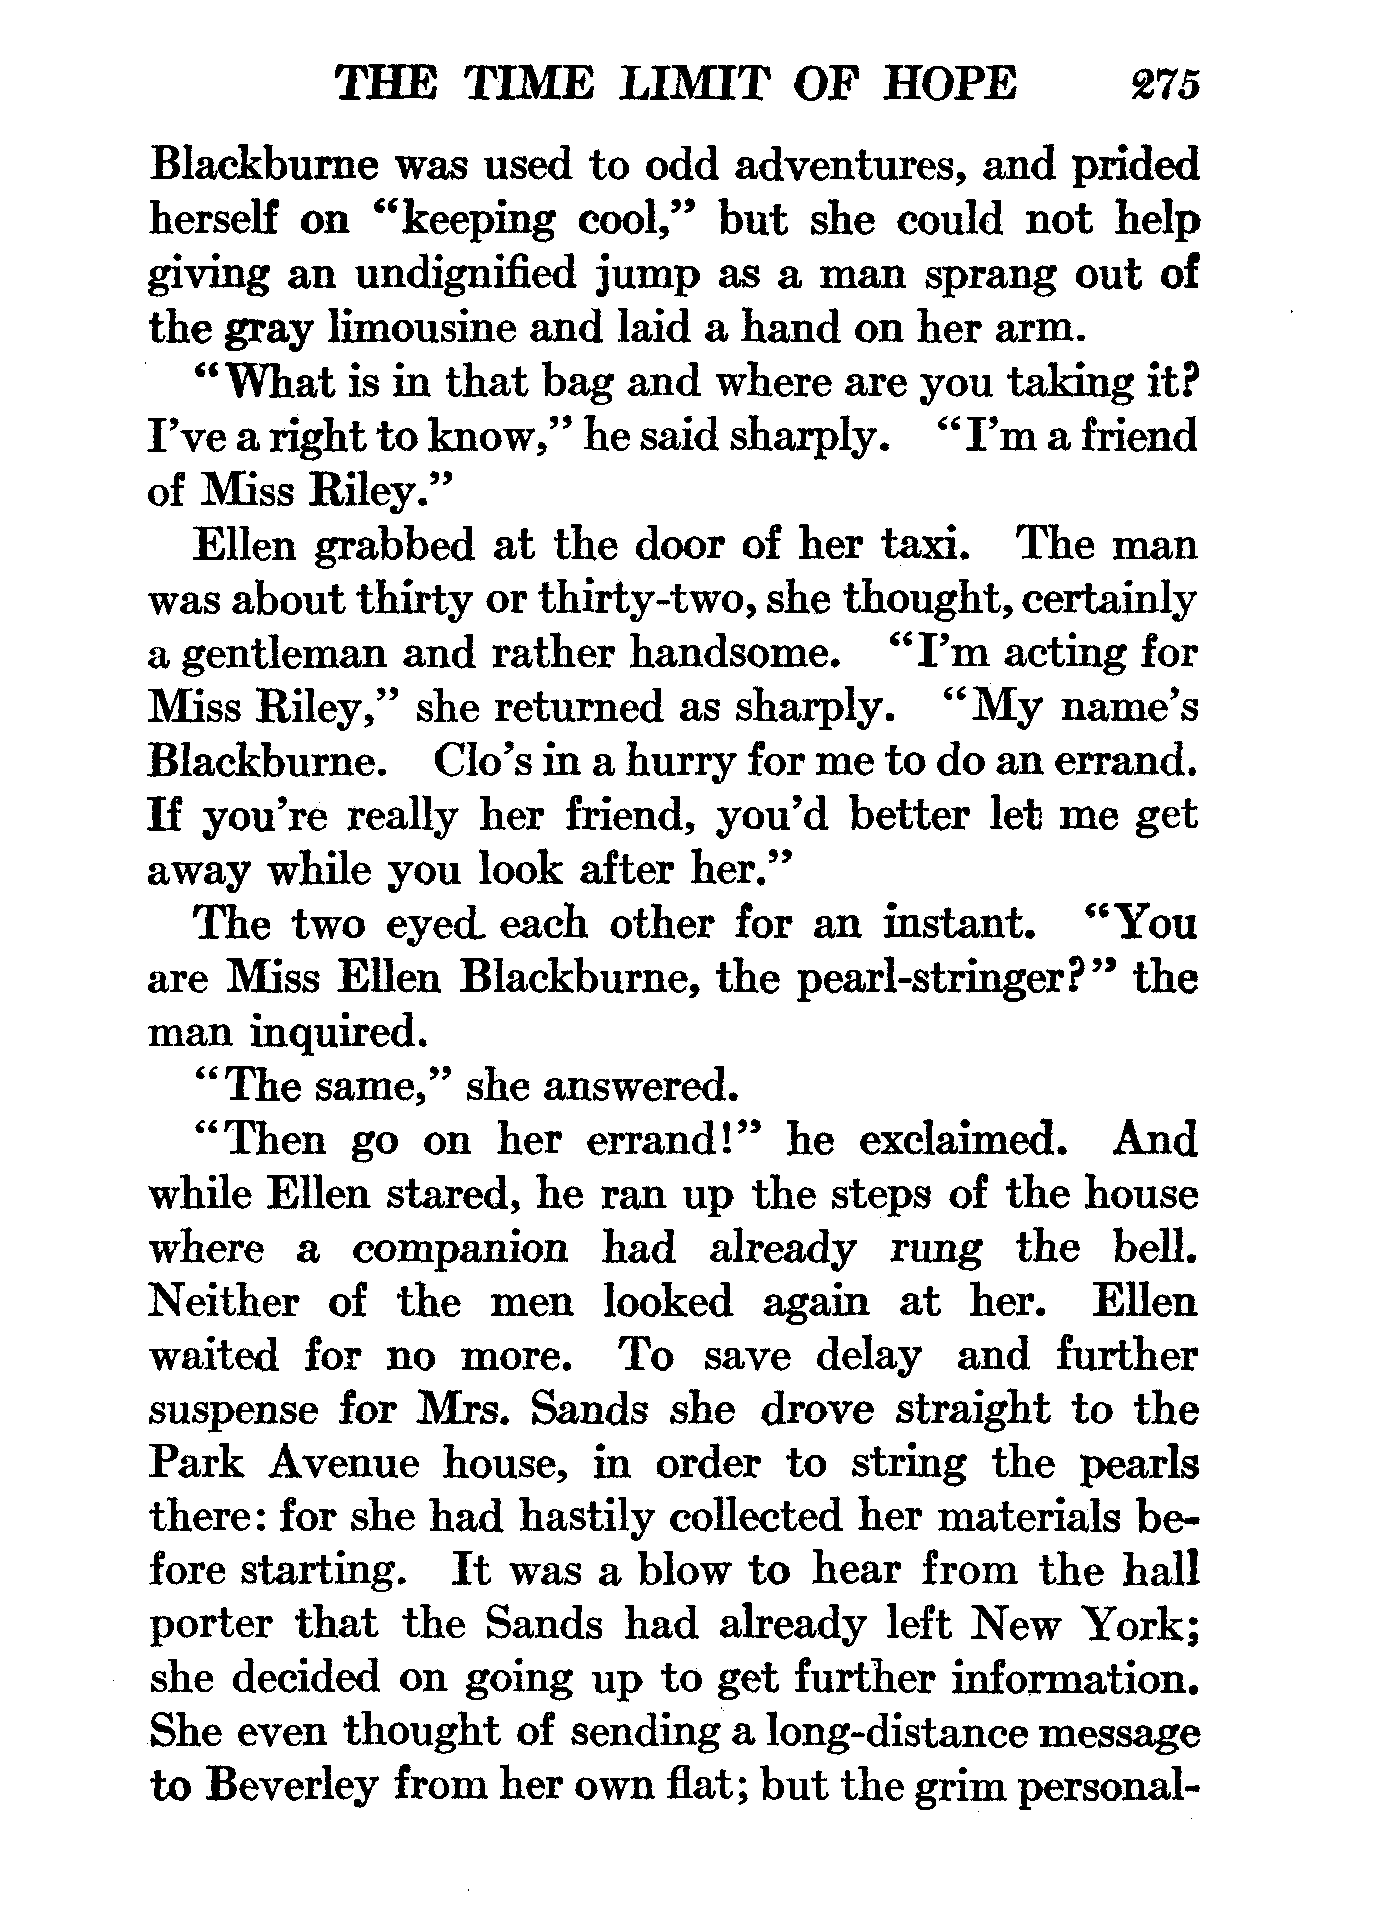 THE TIME LIMIT OF HOPE 275
Blackburne was used to odd adventures, and prided
herself on "keeping cool," but she could not help
giving an undignified jump as a man sprang out of
the gray limousine and laid a hand on her arm.
"What is in that bag and where are you taking it?
I've a right to know," he said sharply. "I'm a friend
of Miss Riley."
Ellen grabbed at the door of her taxi. The man
was about thirty or thirty-two, she thought, certainly
a gentleman and rather handsome. "I'm acting for
Miss Riley," she returned as sharply. "My name's
Blackburne. Clo's in a hurry for me to do an errand.
If you're really her friend, you'd better let me get
away while you look after her."
The two eyed each other for an instant. "You
are Miss Ellen Blackburne, the pearl-stringer?" the
man inquired.
"The same," she answered.
"Then go on her errand!" he exclaimed. And
while Ellen stared, he ran up the steps of the house
where a companion had already rung the bell.
Neither of the men looked again at her. Ellen
waited for no more. To save delay and further
suspense for Mrs. Sands she drove straight to the
Park Avenue house, in order to string the pearls
there: for she had hastily collected her materials be-
fore starting. It was a blow to hear from the hall
porter that the Sands had already left New York;
she decided on going up to get further information.
She even thought of sending a long-distance message
to Beverley from her own flat; but the grim personal-